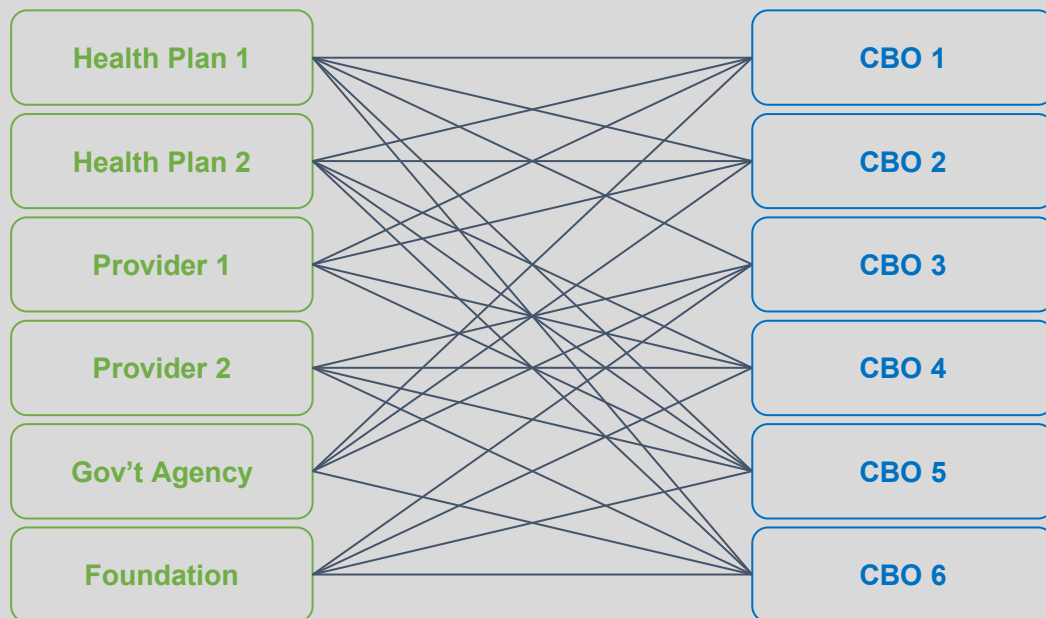 Health Plan 1
CBO 1
Health Plan 2
CBO 2
Provider 1
CBO 3
Provider 2
CBO 4
Gov’t Agency
CBO 5
Foundation
CBO 6